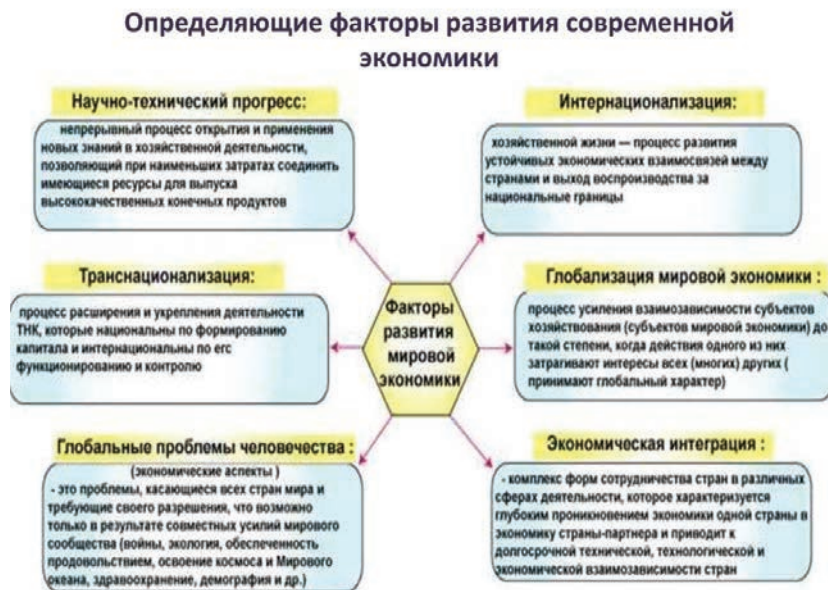 Определяющие факторы развития современной
экономики
Научно-технический прогресс:
непрерывный процесс открытия и применения
новых знаний в хозяйственной деятельности,
позволяющий при наименьших затратах соединить
имеющиеся ресурсы для выпуска
высококачественных конечных продуктов
Интернационализация:
хозяйственной жизни — процесс развития
устойчивых экономических взаимосвязей между
странами и выход воспроизводства за
национальные границы
Транснационализация:
процесс расширения и укрепления деятельности
ТНК, которые национальны по формированию
капитала и интернациональны по его
функционированию и контролю
Факторы
развития
мировой
экономики
Глобализация мировой экономики :
процесс усиления взаимозависимости субъектов
хозяйствования (субъектов мировой экономики) до
такой степени, когда действия одного из них
затрагивают интересы всех (многих) других (
принимают глобальный характер)
Глобальные проблемы человечества :
(экономические аспекты )
- это проблемы, касающиеся всех стран мира и
требующие своего разрешения, что возможно
только в результате совместных усилий мирового
сообщества (войны, экология, обеспеченность
продовольствием, освоение космоса и Мирового
океана, здравоохранение, демография и др.)
Экономическая интеграция :
- комплекс форм сотрудничества стран в различных
сферах деятельности, которое характеризуется
глубоким проникновением экономики одной страны в
экономику страны-партнера и приводит к
долгосрочной технической, технологической и
экономической взаимозависимости стран